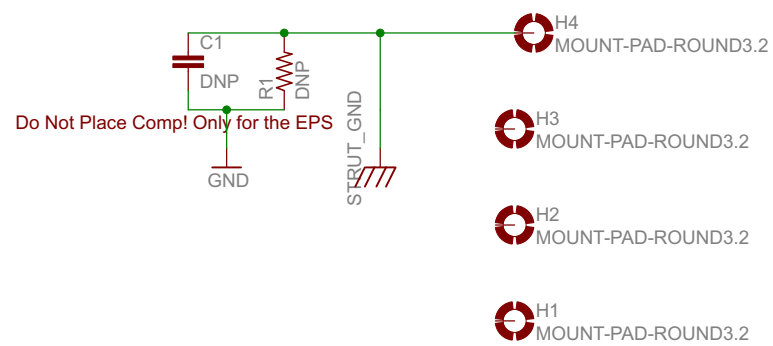 H4
MOUNT-PAD-ROUND3.2
C1
DNP
R1
DNP
Do Not Place Comp! Only for the EPS
GND
STRUT_GND
H3
MOUNT-PAD-ROUND3.2
H2
MOUNT-PAD-ROUND3.2
H1
MOUNT-PAD-ROUND3.2